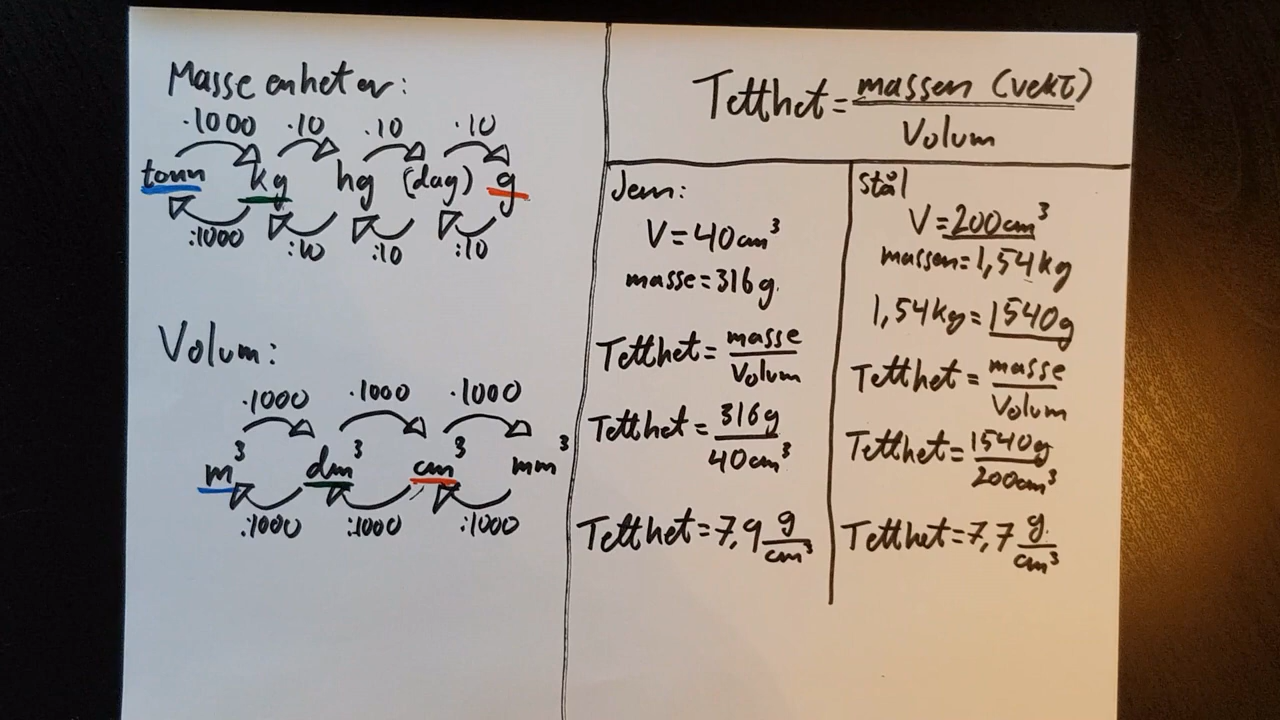 Masse enheter:
·1000 ·10 ·10 ·10
tonn kg hg (dag) g
:1000 :10 :10 :10
Volum:
·1000 ·1000 ·1000
m³ dm³ cm³ mm³
:1000 :1000 :1000
Tetthet = massen (vekt) / Volum
Jern:
V = 40cm³
masse = 316g.
Tetthet = masse / Volum
Tetthet = 316g / 40cm³
Tetthet = 7,9 g / cm³
Stål
V = 200cm³
massen = 1,54kg
1,54kg = 1540g
Tetthet = masse / Volum
Tetthet = 1540g / 200cm³
Tetthet = 7,7 g. / cm³